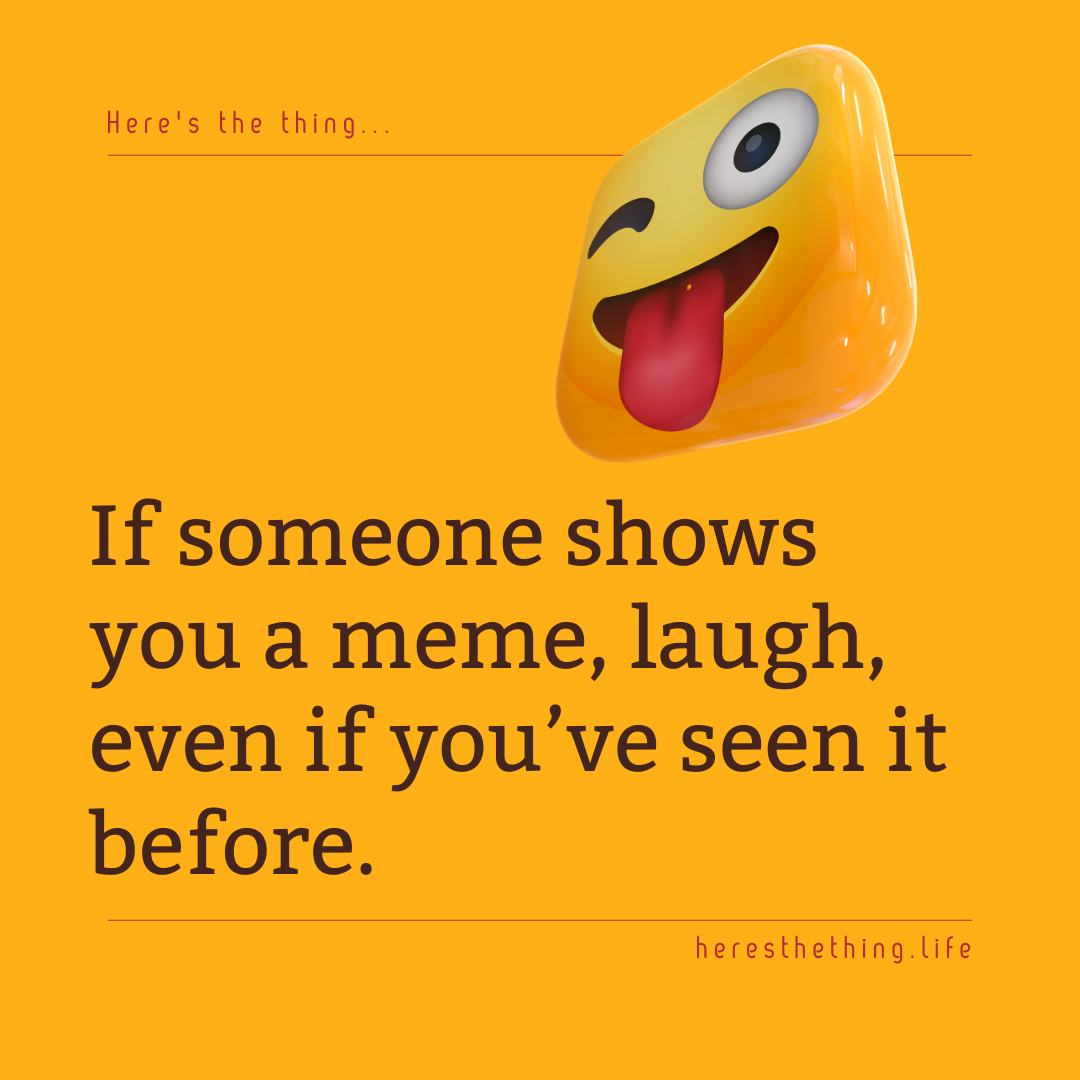 Here's the thing...
If someone shows
you a meme, laugh,
even if you’ve seen it
before.
heresthething.life